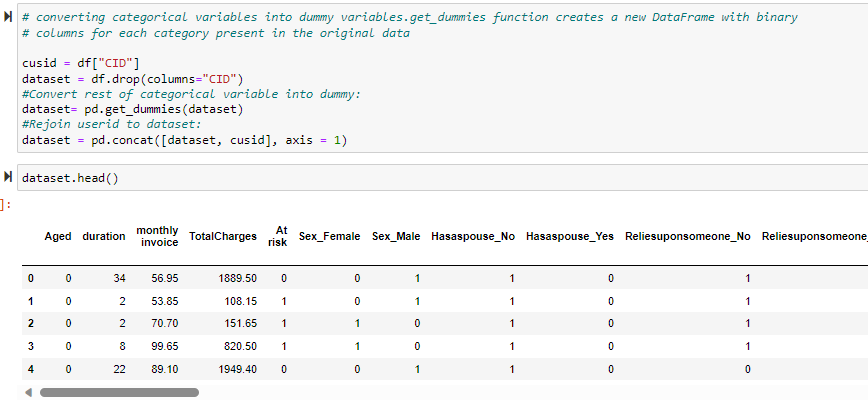 # converting categorical variables into dummy variables.get_dummies function creates a new DataFrame with binary
# columns for each category present in the original data
cusid = df["CID"]
dataset = df.drop(columns="CID")
#Convert rest of categorical variable into dummy:
dataset= pd.get_dummies(dataset)
#Rejoin userid to dataset:
dataset = pd.concat([dataset, cusid], axis = 1)
dataset.head()
]:
Aged duration monthly invoice TotalCharges At risk Sex_Female Sex_Male Hasaspouse_No Hasaspouse_Yes Reliesuponsomeone_No Reliesuponsomeone_
0 0 34 56.95 1889.50 0 0 1 1 0 1
1 0 2 53.85 108.15 1 0 1 1 0 1
2 0 2 70.70 151.65 1 1 0 1 0 1
3 0 8 99.65 820.50 1 1 0 1 0 1
4 0 22 89.10 1949.40 0 0 1 1 0 0